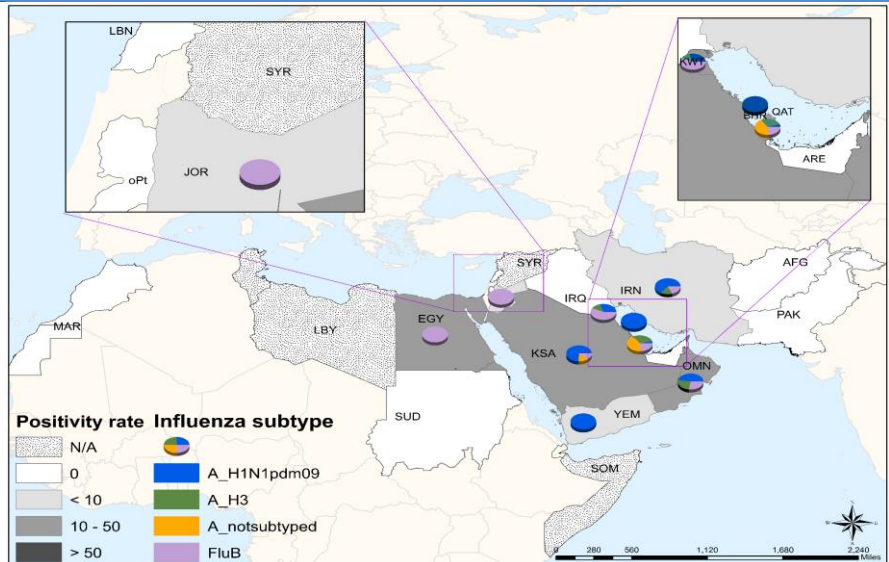 LBN
SYR
JOR
oPt
KWT
BHR
QAT
ARE
SYR
AFG
IRQ
IRN
PAK
MAR
LBY
EGY
KSA
OMN
SUD
YEM
SOM
Positivity rate
N/A
0
< 10
10 - 50
> 50
Influenza subtype
A_H1N1pdm09
A_H3
A_notsubtyped
FluB
0 280 560 1,120 1,680 2,240
Miles